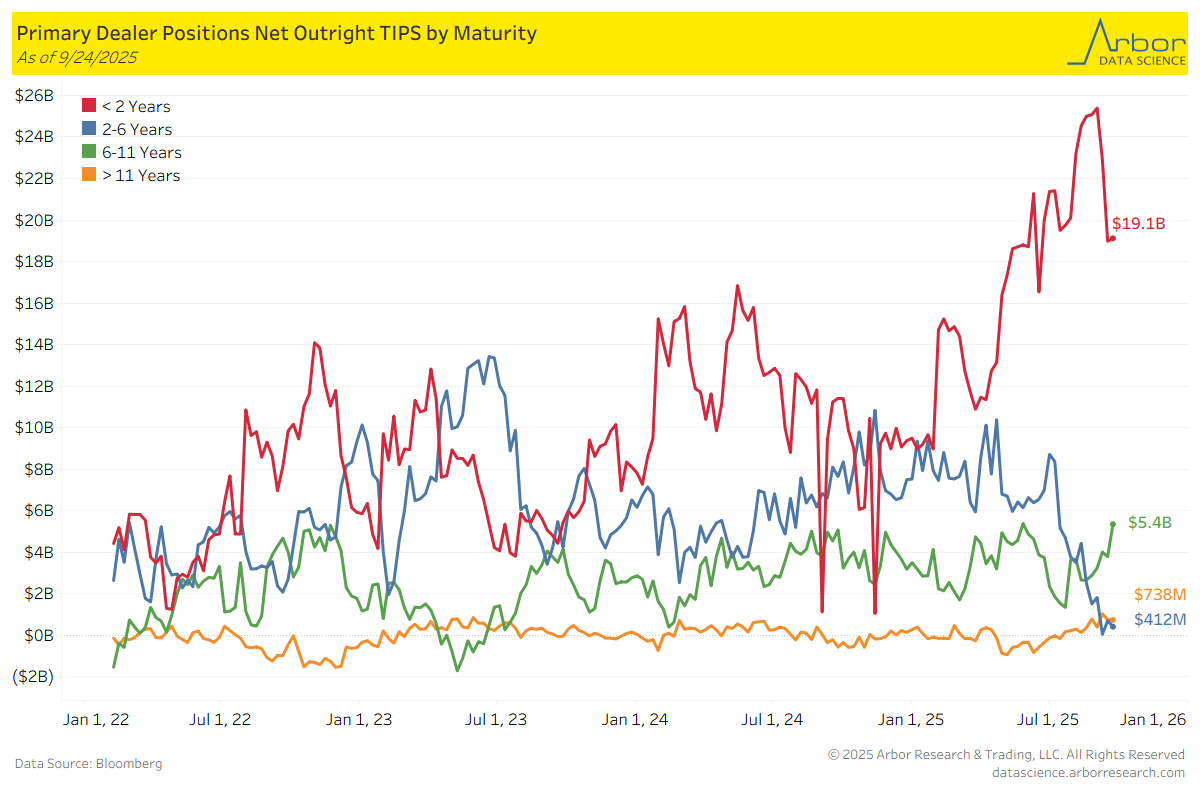 Primary Dealer Positions Net Outright TIPS by Maturity
As of 9/24/2025
Arbor
DATA SCIENCE
$26B
$24B
$22B
$20B
$18B
$16B
$14B
$12B
$10B
$8B
$6B
$4B
$2B
$0B
($2B)
< 2 Years
2-6 Years
6-11 Years
> 11 Years
$19.1B
$5.4B
$738M
$412M
Jan 1, 22
Jul 1, 22
Jan 1, 23
Jul 1, 23
Jan 1, 24
Jul 1, 24
Jan 1, 25
Jul 1, 25
Jan 1, 26
Data Source: Bloomberg
© 2025 Arbor Research & Trading, LLC. All Rights Reserved
datascience.arborresearch.com